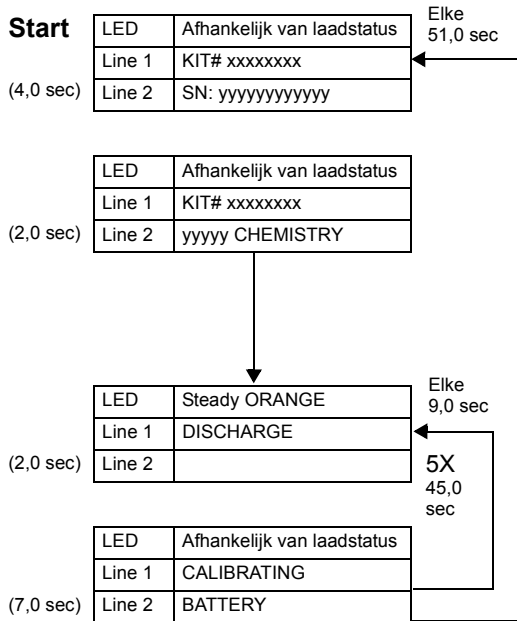 Start
LED Afhankelijk van laadstatus
Line 1 KIT# xxxxxxxx
(4,0 sec) Line 2 SN: yyyyyyyyyyyy
Elke
51,0 sec
LED Afhankelijk van laadstatus
Line 1 KIT# xxxxxxxx
(2,0 sec) Line 2 yyyyy CHEMISTRY
LED Steady ORANGE
Line 1 DISCHARGE
(2,0 sec) Line 2
Elke
9,0 sec
5X
45,0
sec
LED Afhankelijk van laadstatus
Line 1 CALIBRATING
(7,0 sec) Line 2 BATTERY